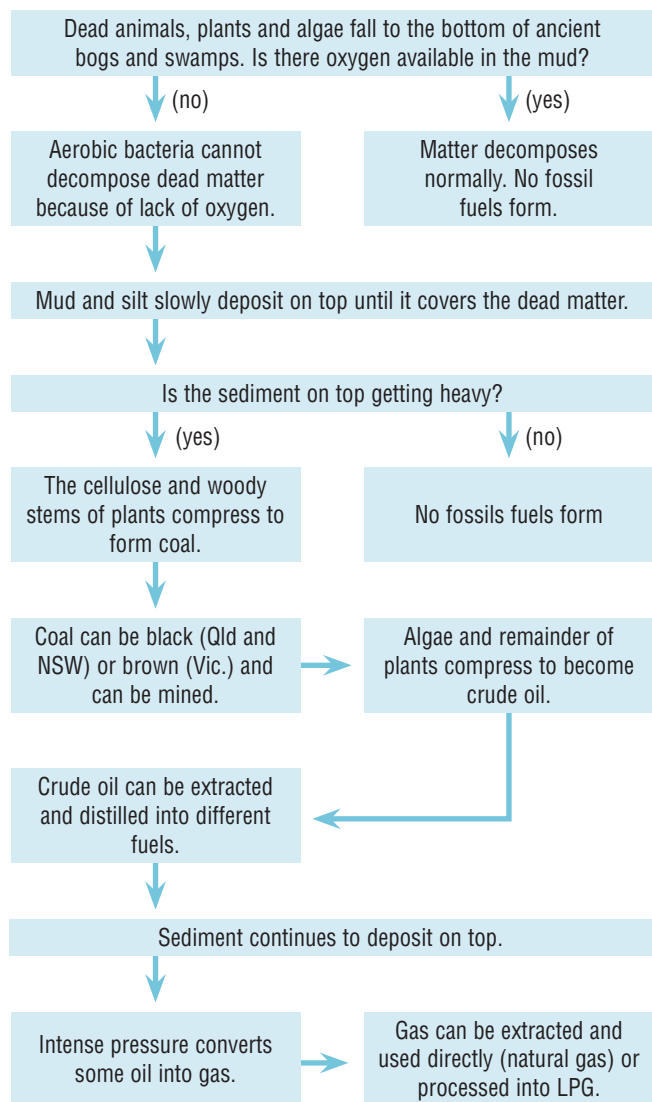 Dead animals, plants and algae fall to the bottom of ancient
bogs and swamps. Is there oxygen available in the mud?
(no)
(yes)
Aerobic bacteria cannot
decompose dead matter
because of lack of oxygen.
Matter decomposes
normally. No fossil
fuels form.
Mud and silt slowly deposit on top until it covers the dead matter.
Is the sediment on top getting heavy?
(yes)
(no)
The cellulose and woody
stems of plants compress to
form coal.
No fossils fuels form
Coal can be black (Qld and
NSW) or brown (Vic.) and
can be mined.
Algae and remainder of
plants compress to become
crude oil.
Crude oil can be extracted
and distilled into different
fuels.
Sediment continues to deposit on top.
Intense pressure converts
some oil into gas.
Gas can be extracted and
used directly (natural gas) or
processed into LPG.